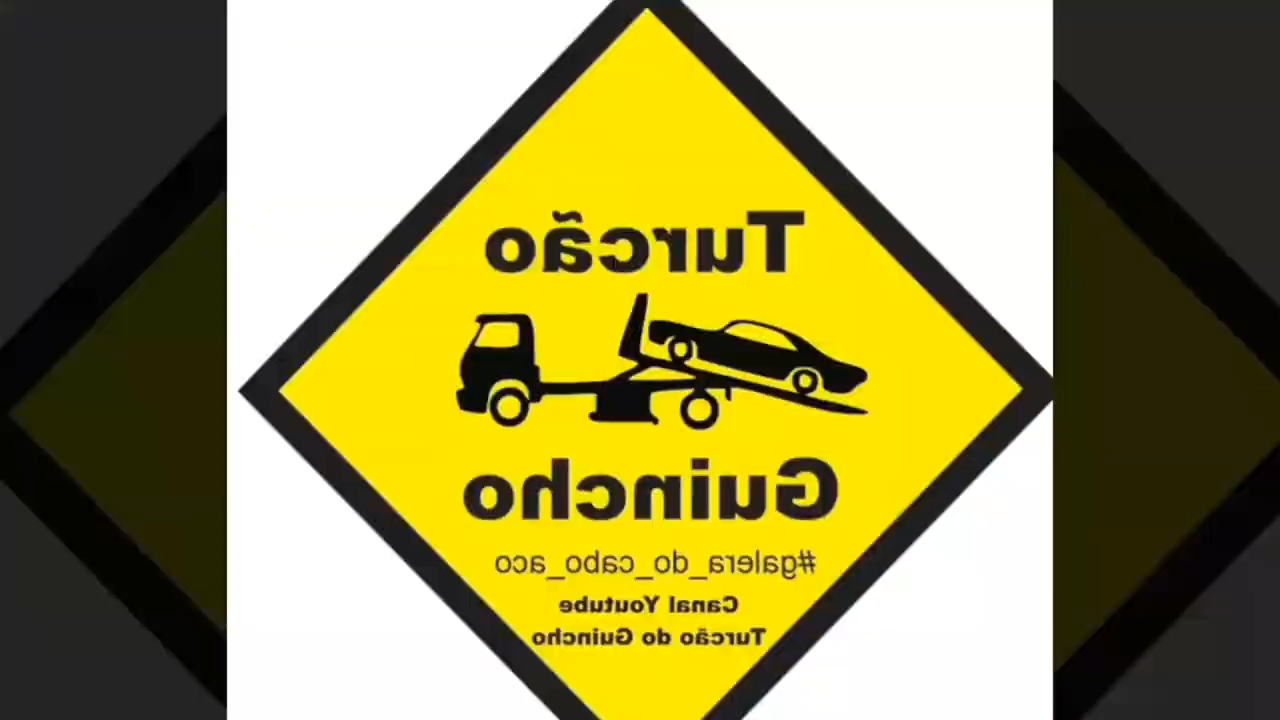 Turcão
Guincho
#galera_do_cabo_aco
Canal Youtube
Turcão do Guincho